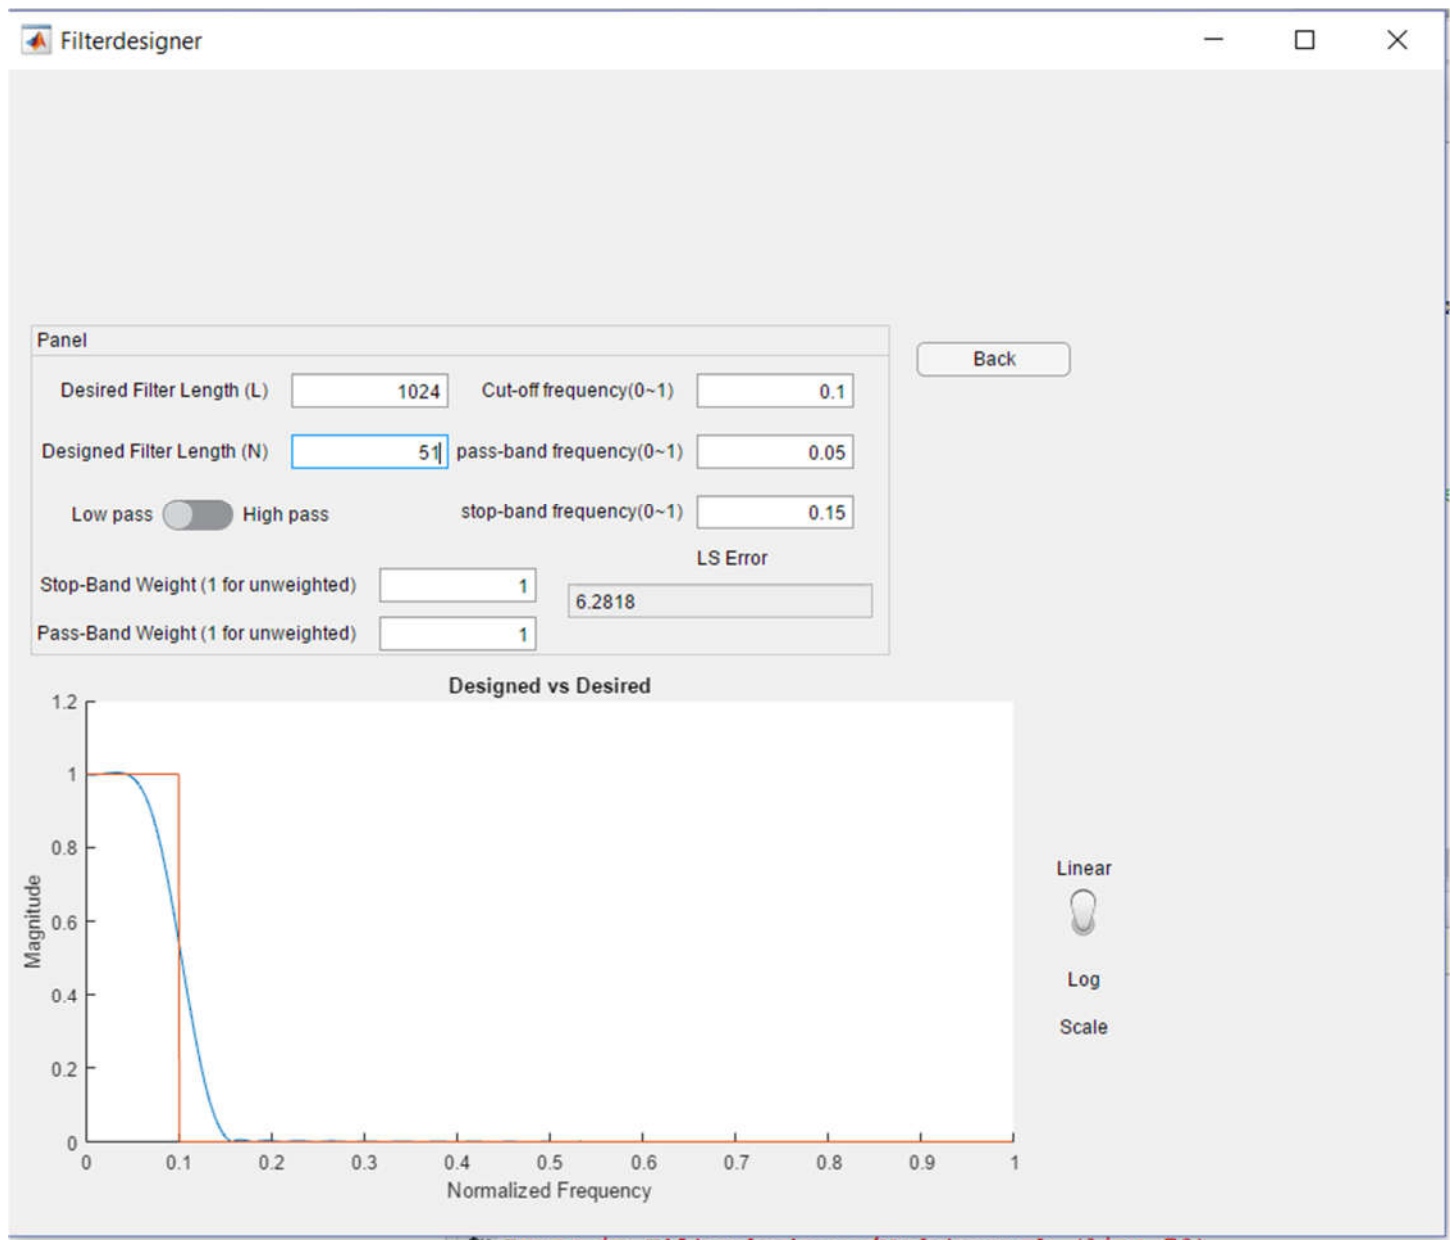 Filterdesigner
Panel
Back
Desired Filter Length (L) 1024 Cut-off frequency(0~1) 0.1
Designed Filter Length (N) 51 pass-band frequency(0~1) 0.05
Low pass High pass stop-band frequency(0~1) 0.15
LS Error
Stop-Band Weight (1 for unweighted) 1 6.2818
Pass-Band Weight (1 for unweighted) 1
Designed vs Desired
1.2
1
0.8
0.6
0.4
0.2
0
Magnitude
0 0.1 0.2 0.3 0.4 0.5 0.6 0.7 0.8 0.9 1
Normalized Frequency
Linear
Log
Scale